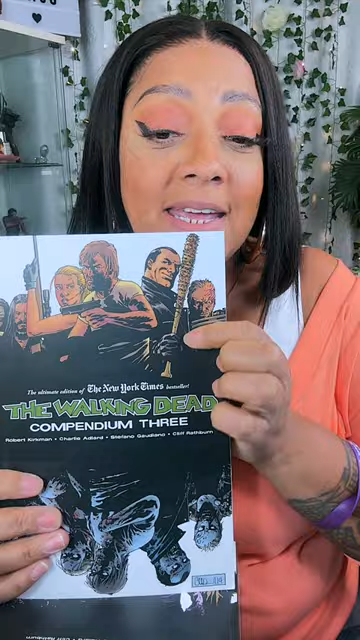 The ultimate edition of The New York Times bestseller!
THE WALKING DEAD
COMPENDIUM THREE
Robert Kirkman • Charlie Adlard • Stefano Gaudiano • Cliff Rathburn